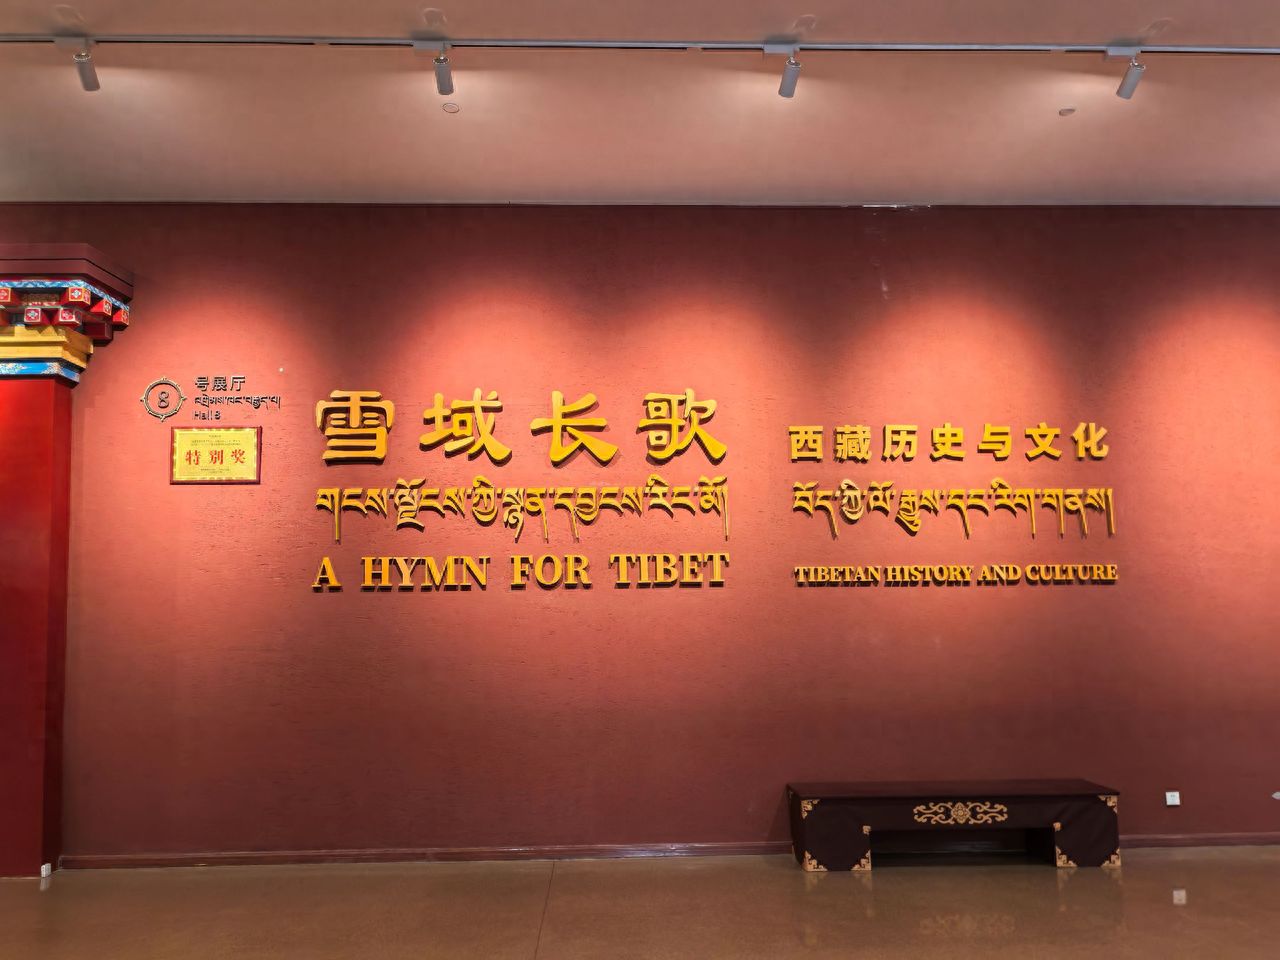 8
号展厅
Hall 8
特别奖
雪域长歌
གངས་ལྗོངས་ཀྱི་སྙན་དབྱངས་རིང་མོ།
A HYMN FOR TIBET
西藏历史与文化
བོད་ཀྱི་ལོ་རྒྱུས་དང་རིག་གནས།
TIBETAN HISTORY AND CULTURE